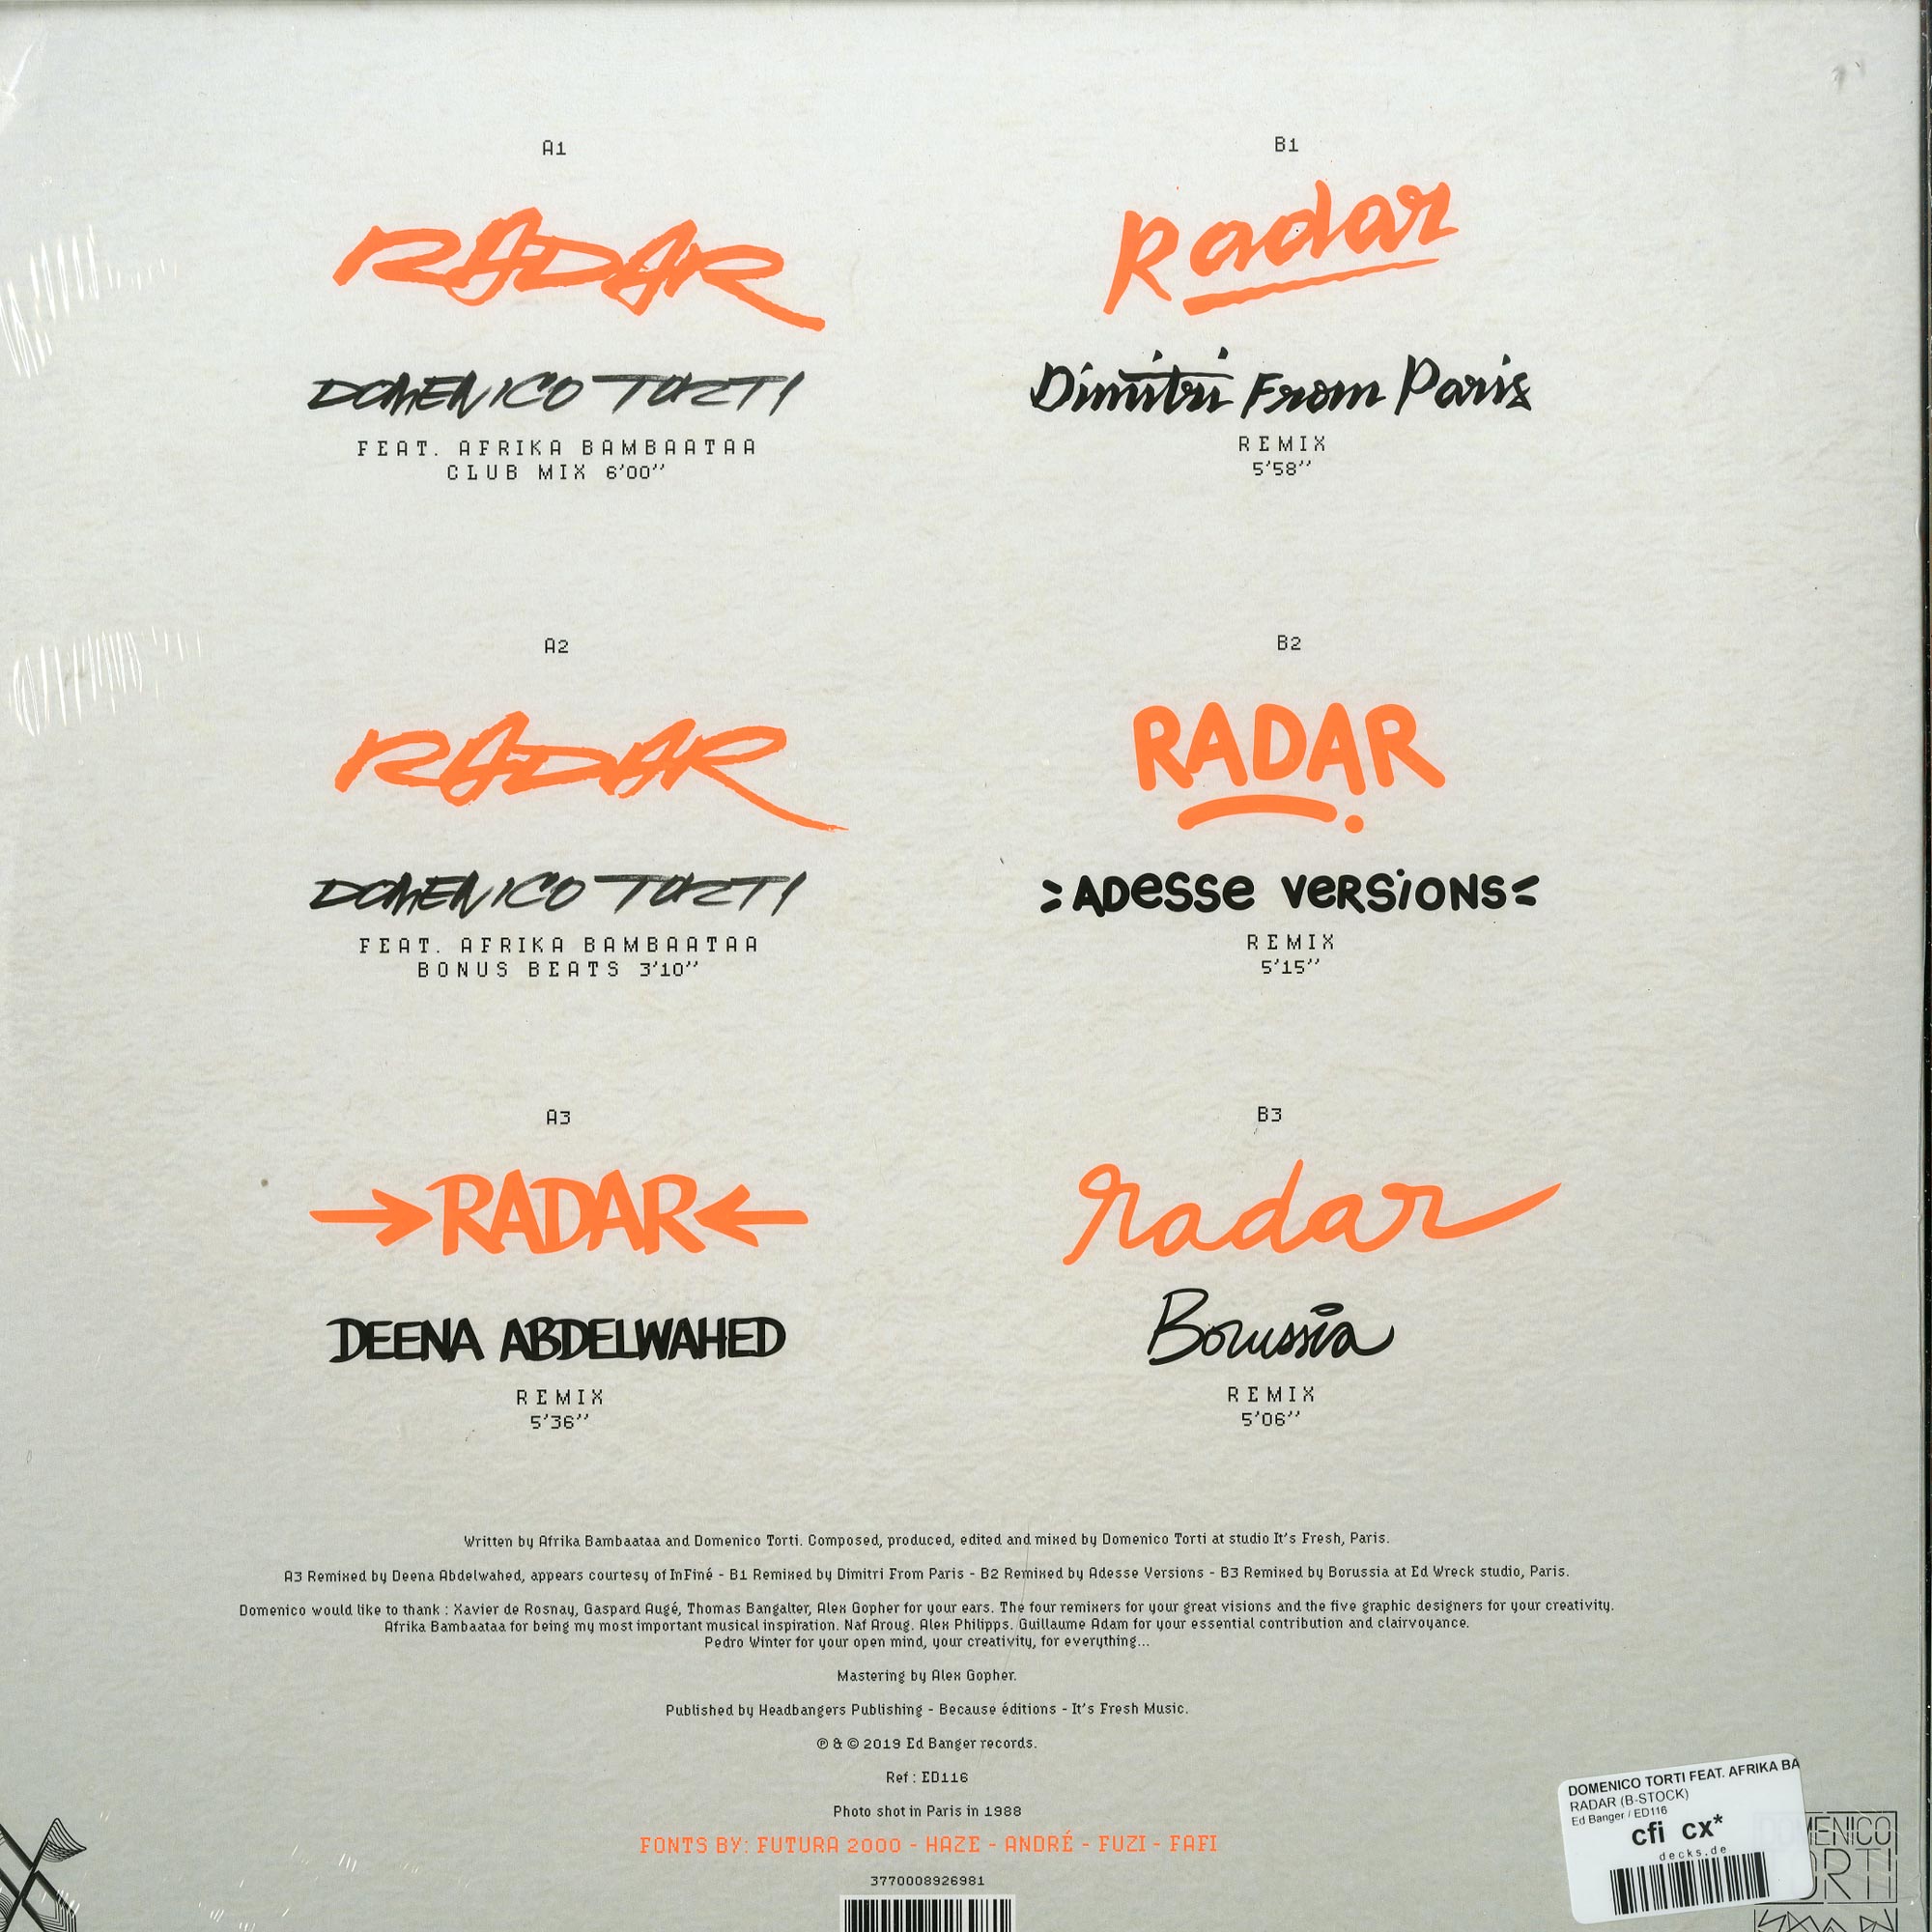 A1
RADAR
DOMENICO TORTI
FEAT. AFRIKA BAMBAATAA
CLUB MIX 6'00''
B1
Radar
Dimitri From Paris
REMIX
5'58''
A2
RADAR
DOMENICO TORTI
FEAT. AFRIKA BAMBAATAA
BONUS BEATS 3'10''
B2
RADAR
ADeSSe VeRSiONS
REMIX
5'15''
A3
RADAR
DEENA ABDELWAHED
REMIX
5'36''
B3
radar
Borussia
REMIX
5'06''
Written by Afrika Bambaataa and Domenico Torti. Composed, produced, edited and mixed by Domenico Torti at studio It's Fresh, Paris.
A3 Remixed by Deena Abdelwahed, appears courtesy of InFiné - B1 Remixed by Dimitri From Paris - B2 Remixed by Adesse Versions - B3 Remixed by Borussia at Ed Wreck studio, Paris.
Domenico would like to thank : Xavier de Rosnay, Gaspard Augé, Thomas Bangalter, Alex Gopher for your ears. The four remixers for your great visions and the five graphic designers for your creativity.
Afrika Bambaataa for being my most important musical inspiration. Naf Aroug. Alex Philipps. Guillaume Adam for your essential contribution and clairvoyance.
Pedro Winter for your open mind, your creativity, for everything...
Mastering by Alex Gopher.
Published by Headbangers Publishing - Because éditions - It's Fresh Music.
℗ & © 2019 Ed Banger records.
Ref : ED116
Photo shot in Paris in 1988
FONTS BY: FUTURA 2000 - HAZE - ANDRÉ - FUZI - FAFI
3770008926981
DOMENICO TORTI FEAT. AFRIKA BA
RADAR (B-STOCK)
Ed Banger / ED116
cfi cx*
decks.de
MENICO
ORTI